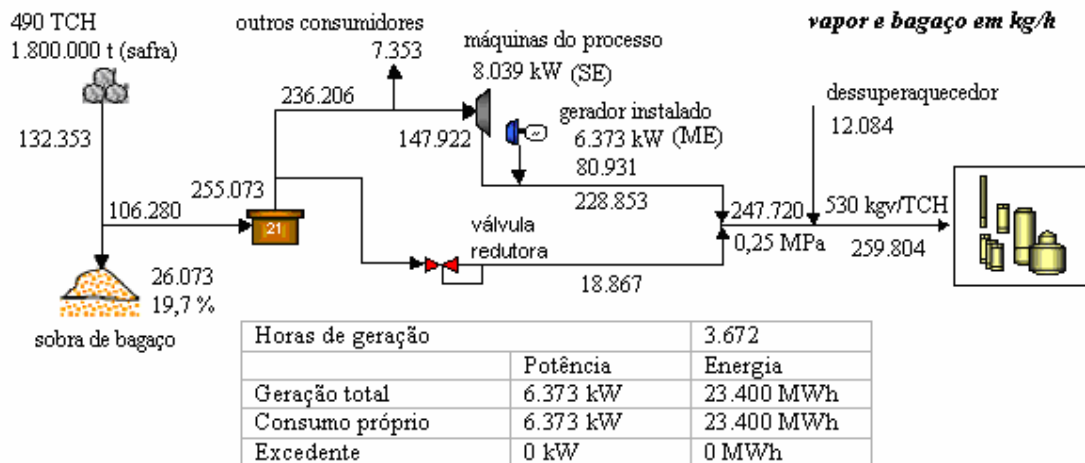 490 TCH
1.800.000 t (safra)
outros consumidores
7.353
vapor e bagaço em kg/h
máquinas do processo
8.039 kW (SE)
236.206
dessuperaquecedor
12.084
gerador instalado
6.373 kW (ME)
132.353
147.922
80.931
255.073
228.853
247.720
530 kgv/TCH
106.280
21
válvula
redutora
0,25 MPa
259.804
26.073
19,7 %
18.867
sobra de bagaço
Horas de geração 3.672
Potência Energia
Geração total 6.373 kW 23.400 MWh
Consumo próprio 6.373 kW 23.400 MWh
Excedente 0 kW 0 MWh